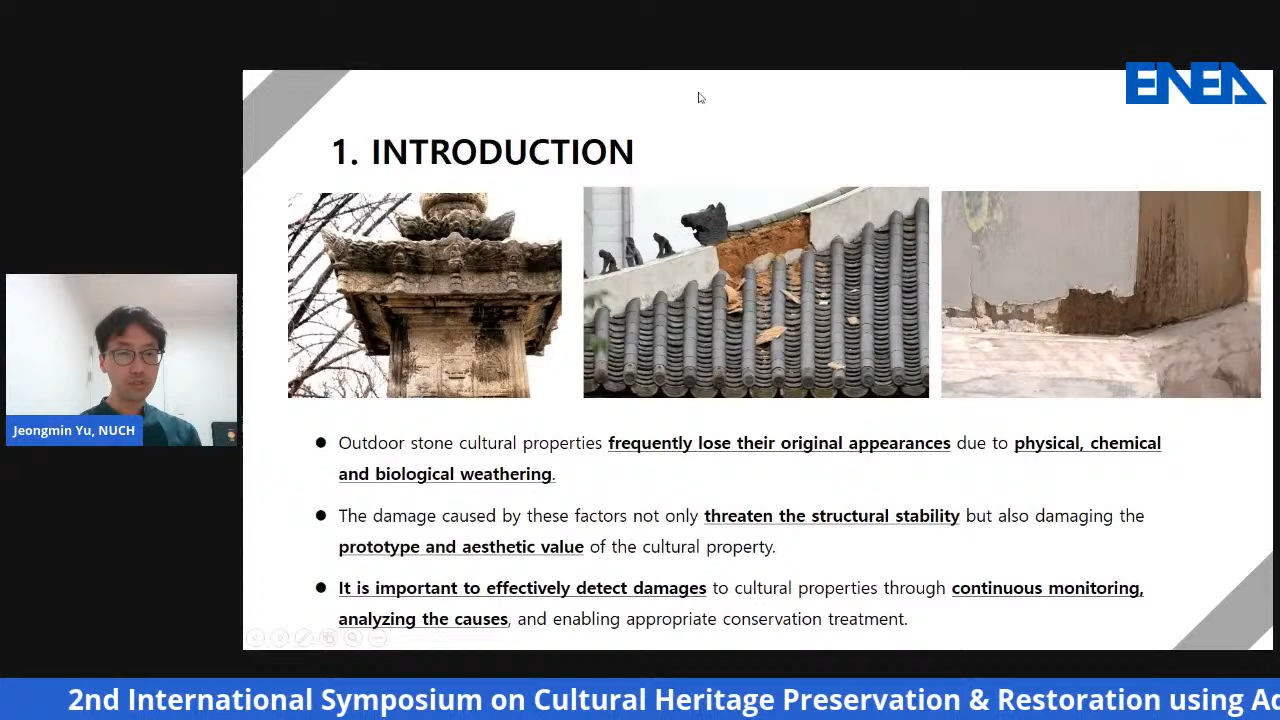 ENEA
1. INTRODUCTION
Outdoor stone cultural properties frequently lose their original appearances due to physical, chemical
and biological weathering.
The damage caused by these factors not only threaten the structural stability but also damaging the
prototype and aesthetic value of the cultural property.
It is important to effectively detect damages to cultural properties through continuous monitoring,
analyzing the causes, and enabling appropriate conservation treatment.
Jeongmin Yu, NUCH
2nd International Symposium on Cultural Heritage Preservation & Restoration using